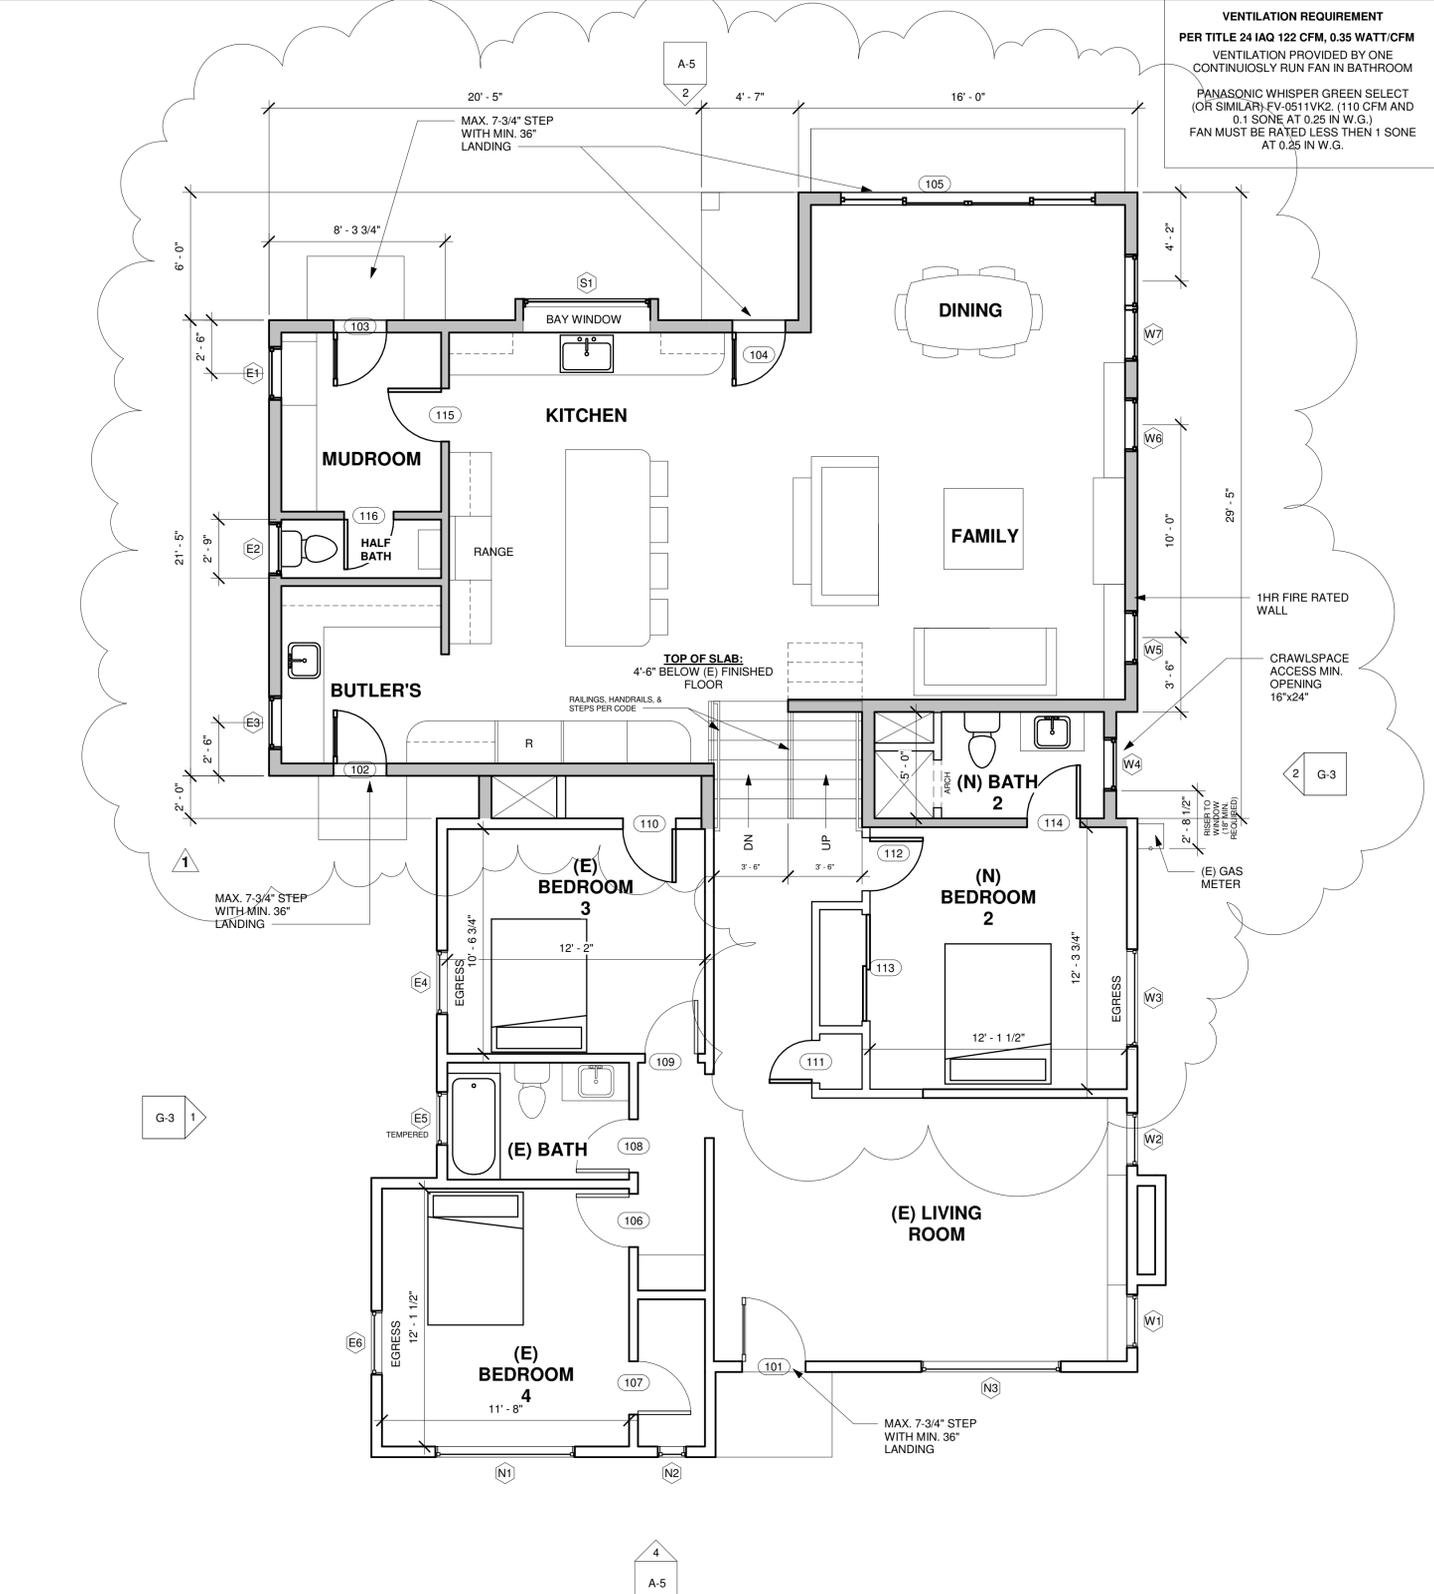 VENTILATION REQUIREMENT
PER TITLE 24 IAQ 122 CFM, 0.35 WATT/CFM
VENTILATION PROVIDED BY ONE
CONTINUIOSLY RUN FAN IN BATHROOM
PANASONIC WHISPER GREEN SELECT
(OR SIMILAR) FV-0511VK2. (110 CFM AND
0.1 SONE AT 0.25 IN W.G.)
FAN MUST BE RATED LESS THEN 1 SONE
AT 0.25 IN W.G.
A-5
2
20' - 5"
4' - 7"
16' - 0"
MAX. 7-3/4" STEP
WITH MIN. 36"
LANDING
105
8' - 3 3/4"
6' - 0"
4' - 2"
S1
BAY WINDOW
DINING
103
104
W7
2' - 6"
E1
115
KITCHEN
W6
MUDROOM
29' - 5"
116
10' - 0"
21' - 5"
2' - 9"
E2
HALF
BATH
RANGE
FAMILY
1HR FIRE RATED
WALL
TOP OF SLAB:
4'-6" BELOW (E) FINISHED
FLOOR
W5
3' - 6"
CRAWLSPACE
ACCESS MIN.
OPENING
16"x24"
BUTLER'S
RAILINGS, HANDRAILS, &
STEPS PER CODE
E3
2' - 6"
R
102
5' - 0"
ARCH
(N) BATH
2
W4
2
G-3
2' - 0"
110
DN
UP
114
2' - 8 1/2"
RISER TO
WINDOW
(18" MIN.
REQUIRED)
1
3' - 6"
3' - 6"
112
(E)
BEDROOM
3
(N)
BEDROOM
2
(E) GAS
METER
MAX. 7-3/4" STEP
WITH MIN. 36"
LANDING
10' - 6 3/4"
12' - 2"
12' - 3 3/4"
113
E4
EGRESS
EGRESS
W3
12' - 1 1/2"
109
111
G-3
1
E5
TEMPERED
(E) BATH
108
W2
106
(E) LIVING
ROOM
12' - 1 1/2"
E6
EGRESS
W1
(E)
BEDROOM
4
107
101
11' - 8"
N3
MAX. 7-3/4" STEP
WITH MIN. 36"
LANDING
N1
N2
4
A-5